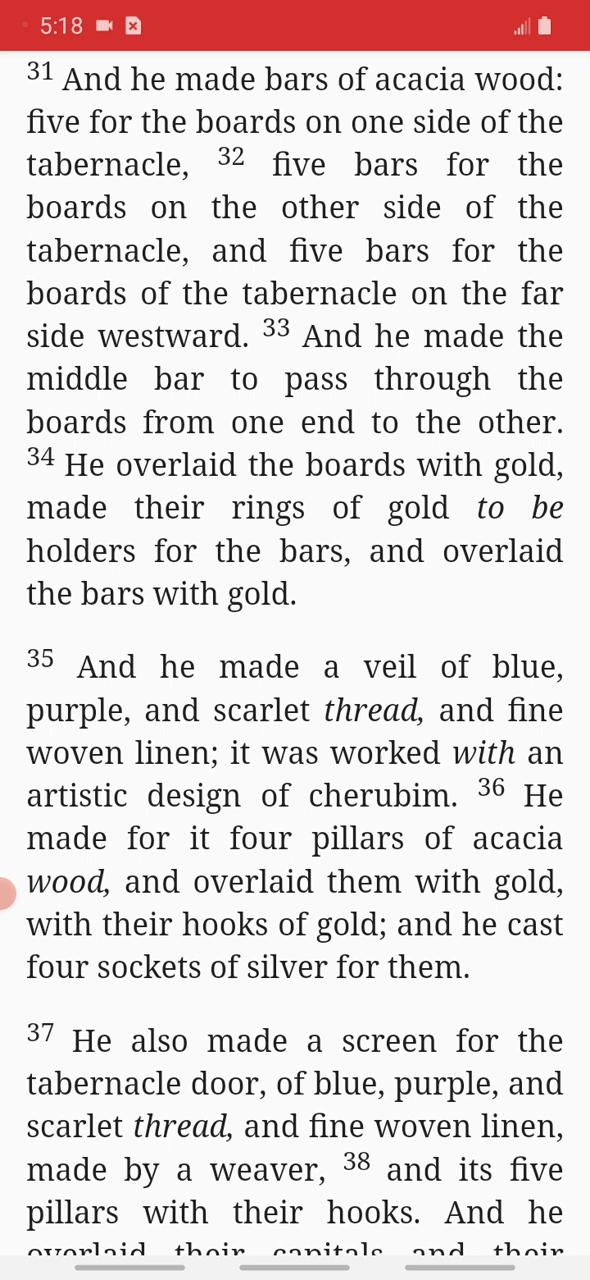 5:18
31 And he made bars of acacia wood:
five for the boards on one side of the
tabernacle, 32 five bars for the
boards on the other side of the
tabernacle, and five bars for the
boards of the tabernacle on the far
side westward. 33 And he made the
middle bar to pass through the
boards from one end to the other.
34 He overlaid the boards with gold,
made their rings of gold to be
holders for the bars, and overlaid
the bars with gold.
35 And he made a veil of blue,
purple, and scarlet thread, and fine
woven linen; it was worked with an
artistic design of cherubim. 36 He
made for it four pillars of acacia
wood, and overlaid them with gold,
with their hooks of gold; and he cast
four sockets of silver for them.
37 He also made a screen for the
tabernacle door, of blue, purple, and
scarlet thread, and fine woven linen,
made by a weaver, 38 and its five
pillars with their hooks. And he
overlaid their capitals and their